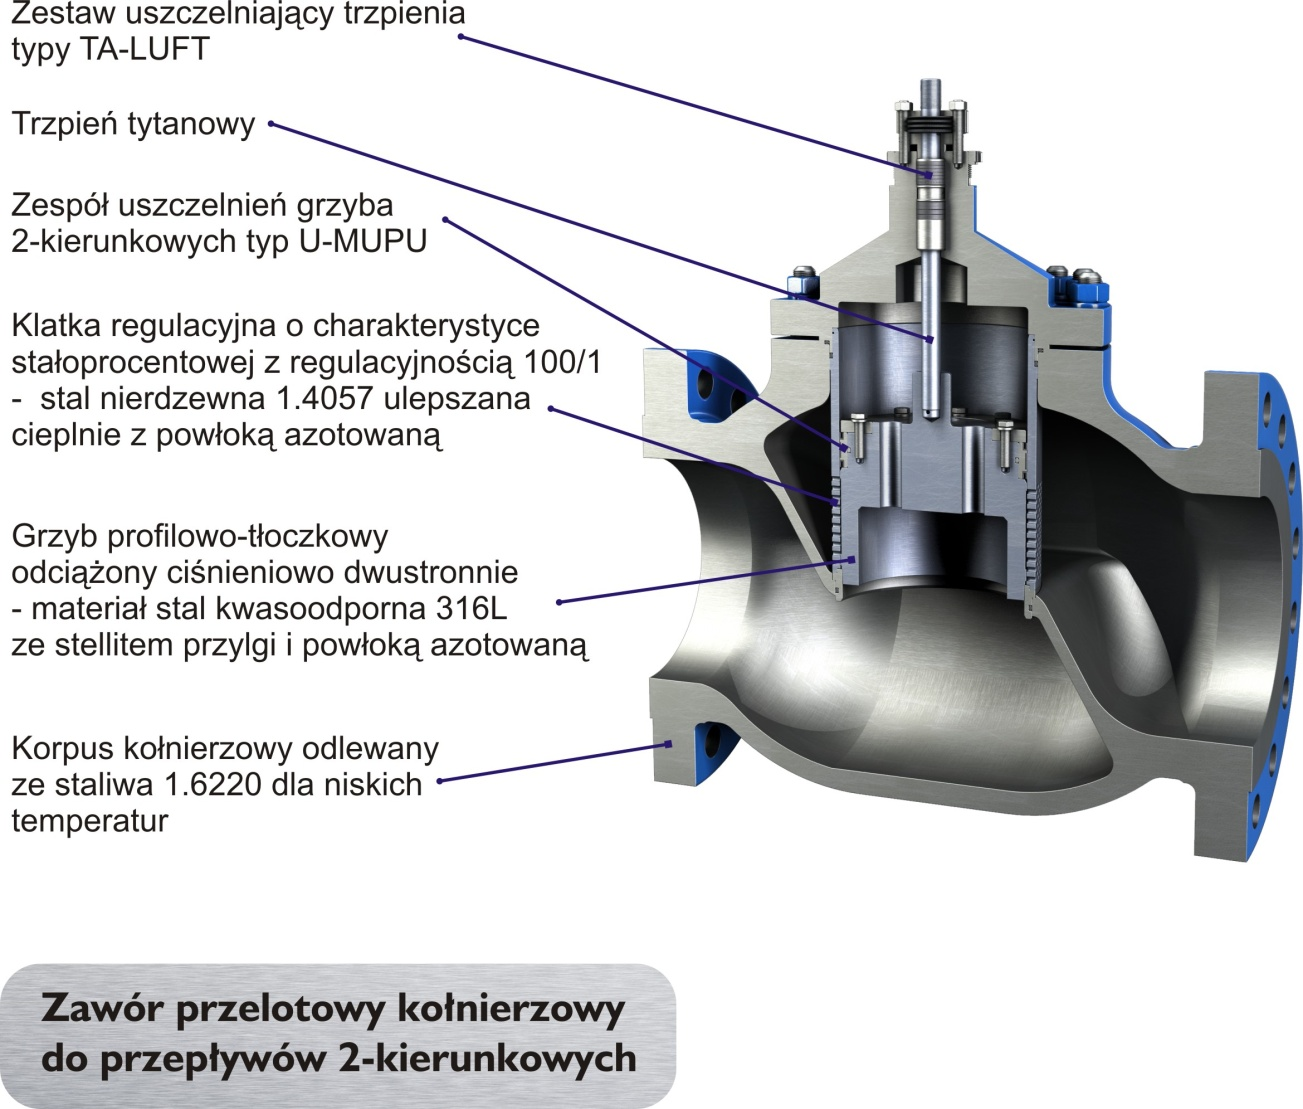 Zestaw uszczelniający trzpienia
typy TA-LUFT
Trzpień tytanowy
Zespół uszczelnień grzyba
2-kierunkowych typ U-MUPU
Klatka regulacyjna o charakterystyce
stałoprocentowej z regulacyjnością 100/1
- stal nierdzewna 1.4057 ulepszana
cieplnie z powłoką azotowaną
Grzyb profilowo-tłoczkowy
odciążony ciśnieniowo dwustronnie
- materiał stal kwasoodporna 316L
ze stellitem przylgi i powłoką azotowaną
Korpus kołnierzowy odlewany
ze staliwa 1.6220 dla niskich
temperatur
Zawór przelotowy kołnierzowy
do przepływów 2-kierunkowych